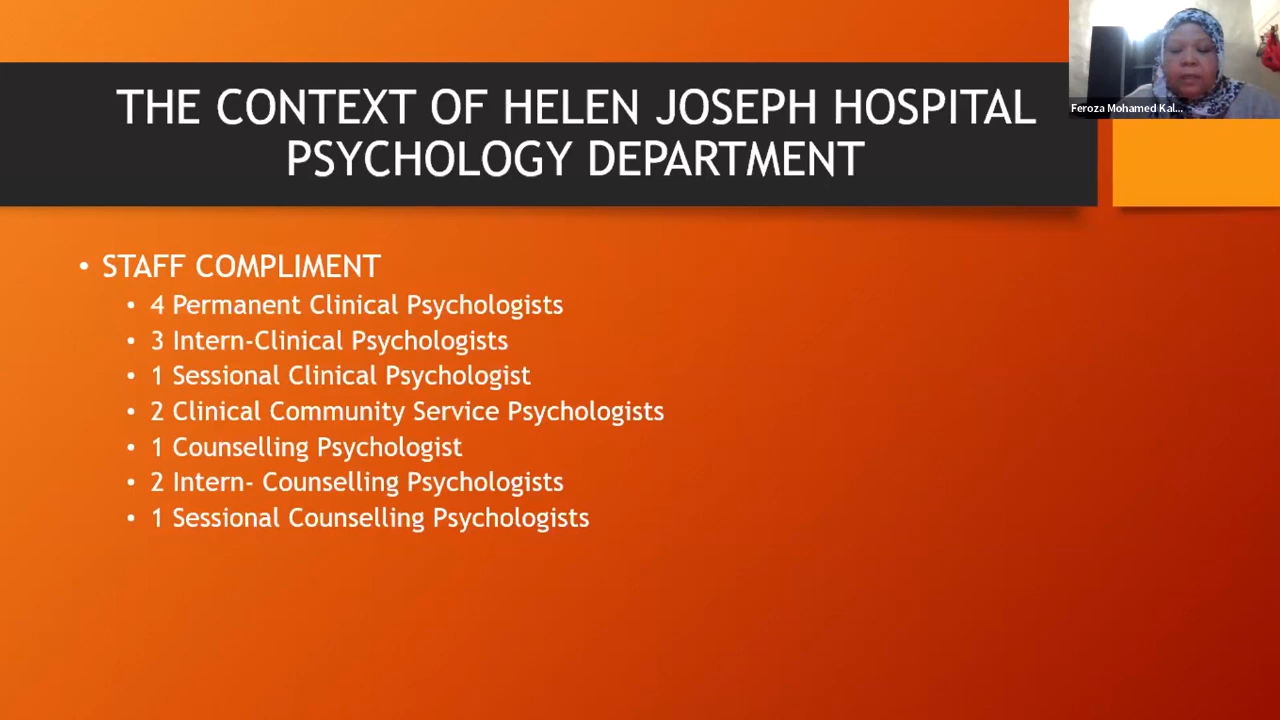 THE CONTEXT OF HELEN JOSEPH HOSPITAL
PSYCHOLOGY DEPARTMENT
Feroza Mohamed Kal...
• STAFF COMPLIMENT
• 4 Permanent Clinical Psychologists
• 3 Intern-Clinical Psychologists
• 1 Sessional Clinical Psychologist
• 2 Clinical Community Service Psychologists
• 1 Counselling Psychologist
• 2 Intern- Counselling Psychologists
• 1 Sessional Counselling Psychologists